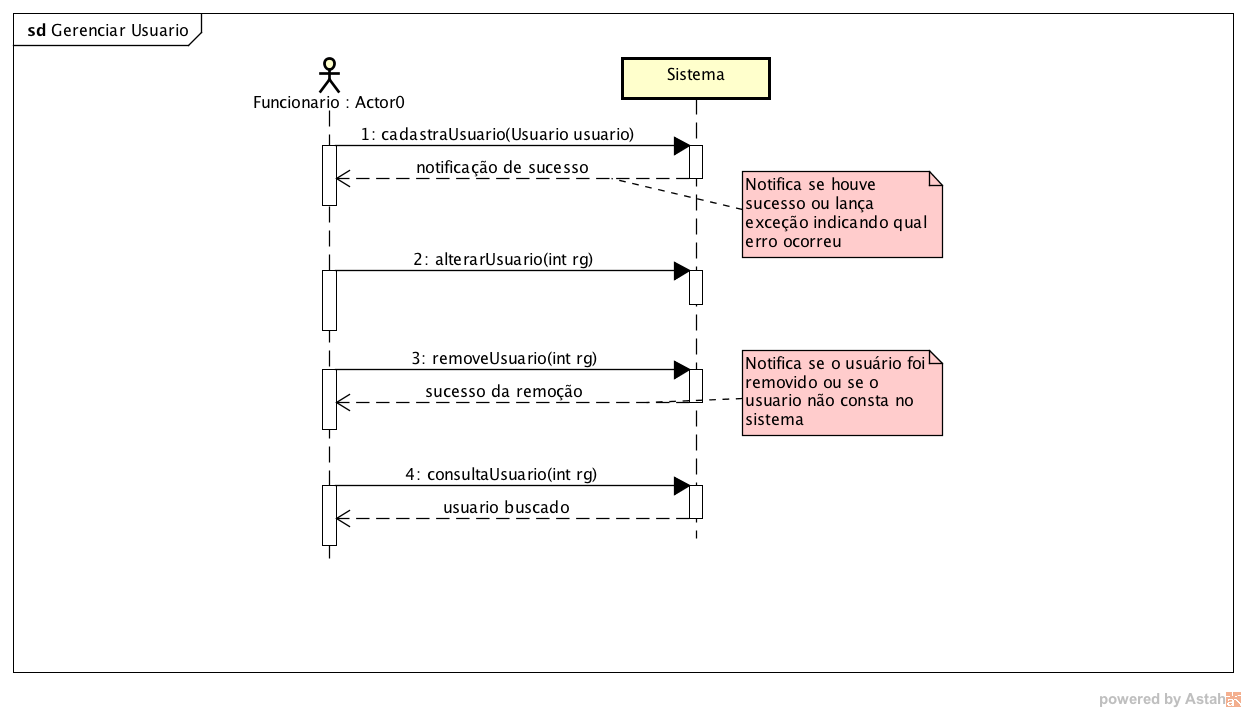 sd Gerenciar Usuario
Funcionario : Actor0
Sistema
1: cadastraUsuario(Usuario usuario)
notificação de sucesso
Notifica se houve
sucesso ou lança
exceção indicando qual
erro ocorreu
2: alterarUsuario(int rg)
3: removeUsuario(int rg)
sucesso da remoção
Notifica se o usuário foi
removido ou se o
usuario não consta no
sistema
4: consultaUsuario(int rg)
usuario buscado
powered by Astah